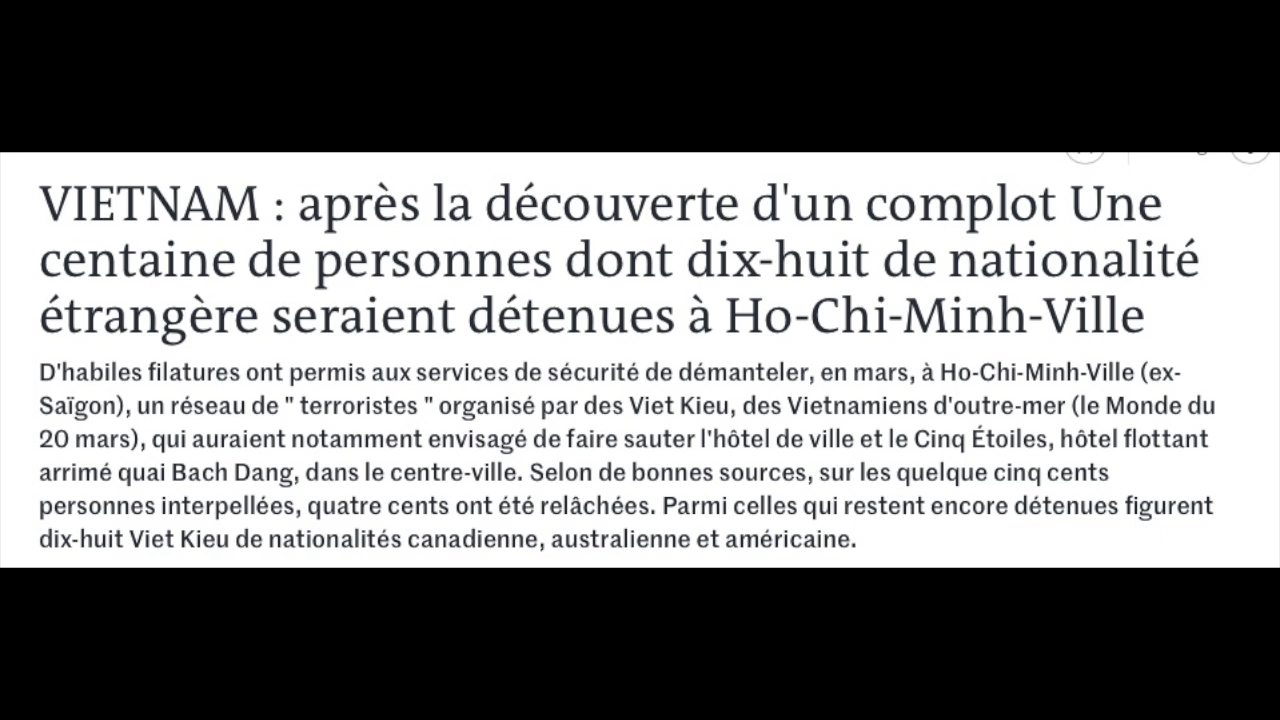 VIETNAM : après la découverte d'un complot Une
centaine de personnes dont dix-huit de nationalité
étrangère seraient détenues à Ho-Chi-Minh-Ville
D'habiles filatures ont permis aux services de sécurité de démanteler, en mars, à Ho-Chi-Minh-Ville (ex-
Saïgon), un réseau de " terroristes " organisé par des Viet Kieu, des Vietnamiens d'outre-mer (le Monde du
20 mars), qui auraient notamment envisagé de faire sauter l'hôtel de ville et le Cinq Étoiles, hôtel flottant
arrimé quai Bach Dang, dans le centre-ville. Selon de bonnes sources, sur les quelque cinq cents
personnes interpellées, quatre cents ont été relâchées. Parmi celles qui restent encore détenues figurent
dix-huit Viet Kieu de nationalités canadienne, australienne et américaine.